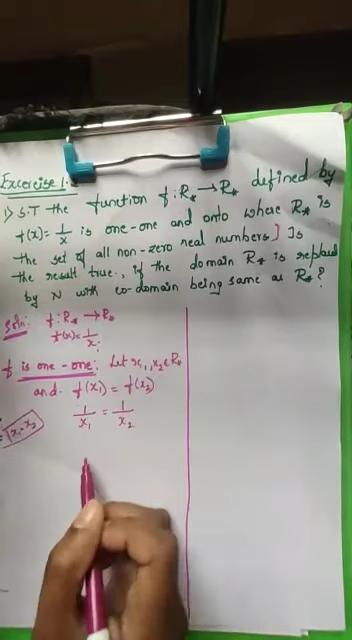 Excercise 1:
1) S.T the function f: R* → R* defined by
f(x) = 1/x is one-one and onto where R* is
the set of all non-zero real numbers] Is
the result true., if the domain R* is replaced
by N with co-domain being same as R*?
Soln: f: R* → R*
f(x) = 1/x
f is one-one: Let x₁, x₂ ∈ R*
and f(x₁) = f(x₂)
1/x₁ = 1/x₂
= x₁ = x₂